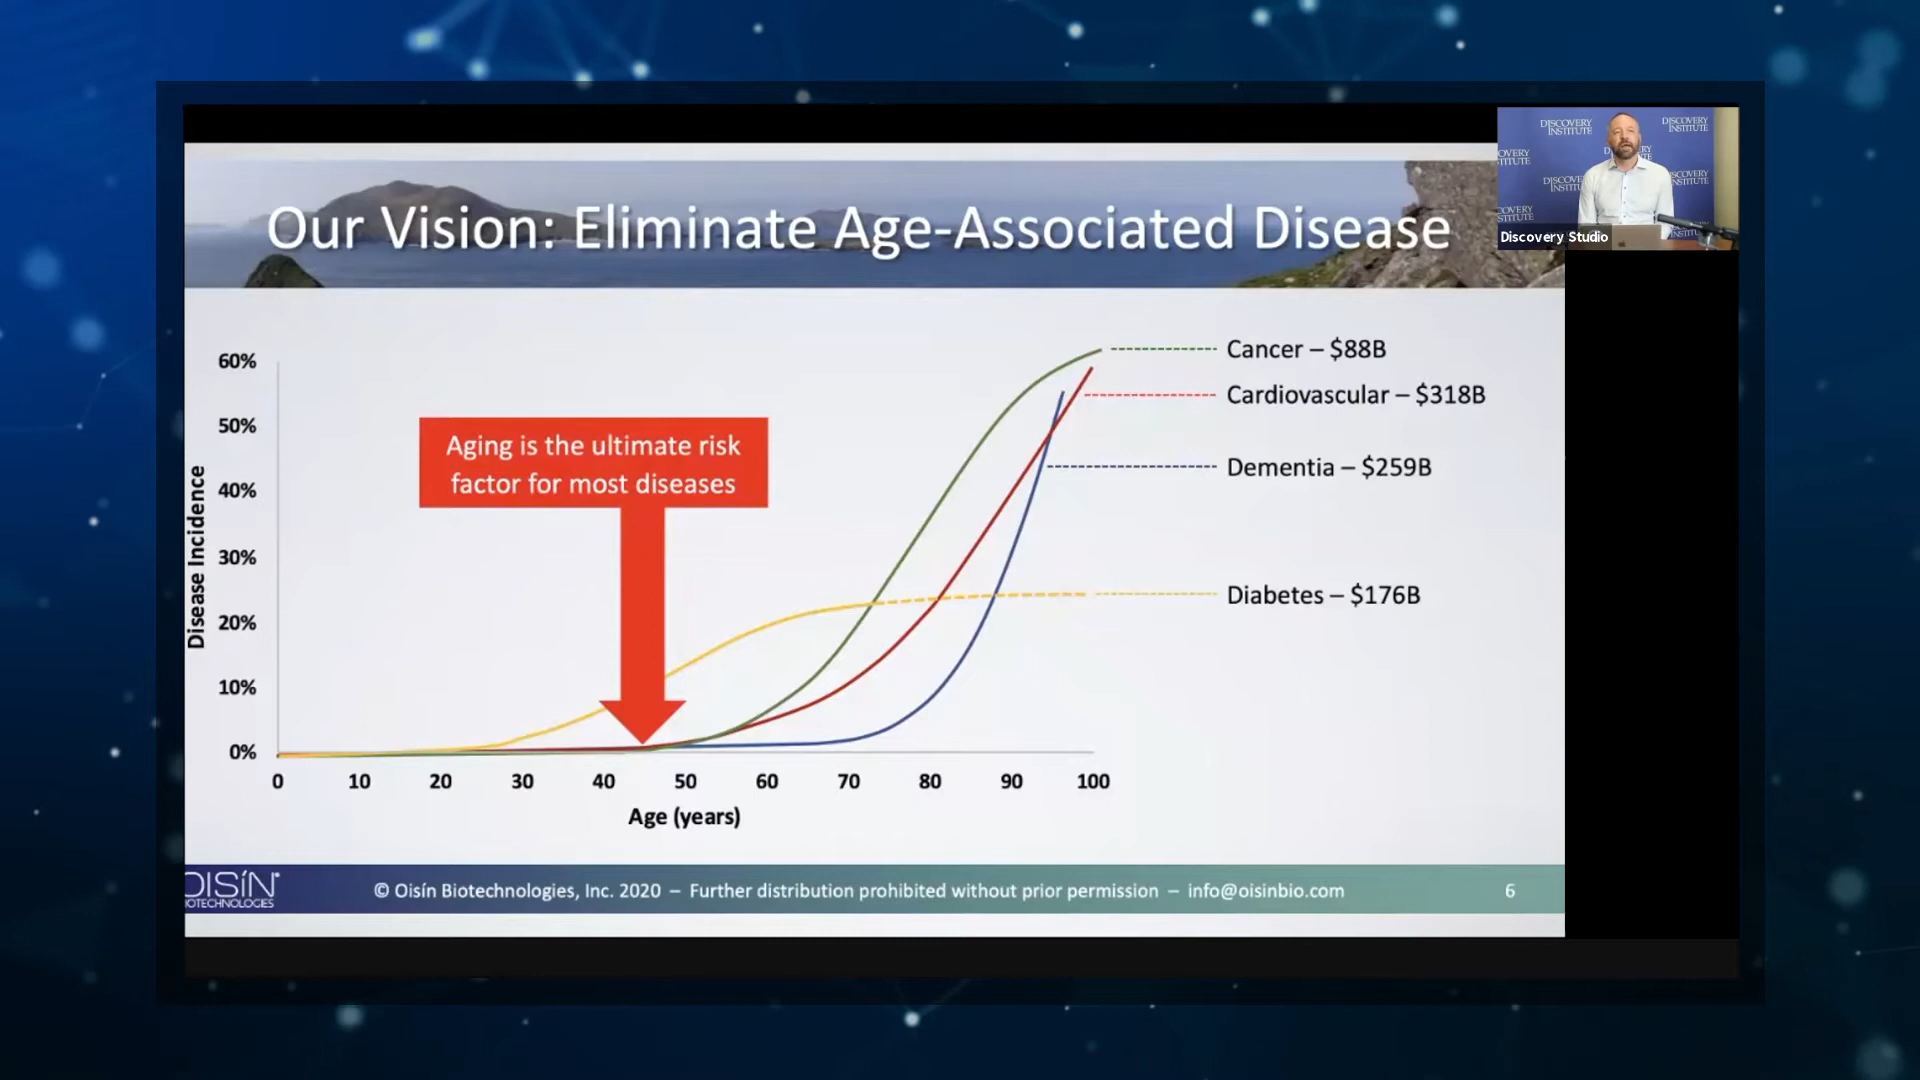 Our Vision: Eliminate Age-Associated Disease
DISCOVERY
INSTITUTE
DISCOVERY
INSTITUTE
Discovery Studio
60%
50%
40%
30%
20%
10%
0%
Disease Incidence
Aging is the ultimate risk
factor for most diseases
Cancer – $88B
Cardiovascular – $318B
Dementia – $259B
Diabetes – $176B
0 10 20 30 40 50 60 70 80 90 100
Age (years)
OISÍN
© Oisín Biotechnologies, Inc. 2020 – Further distribution prohibited without prior permission – info@oisinbio.com
6